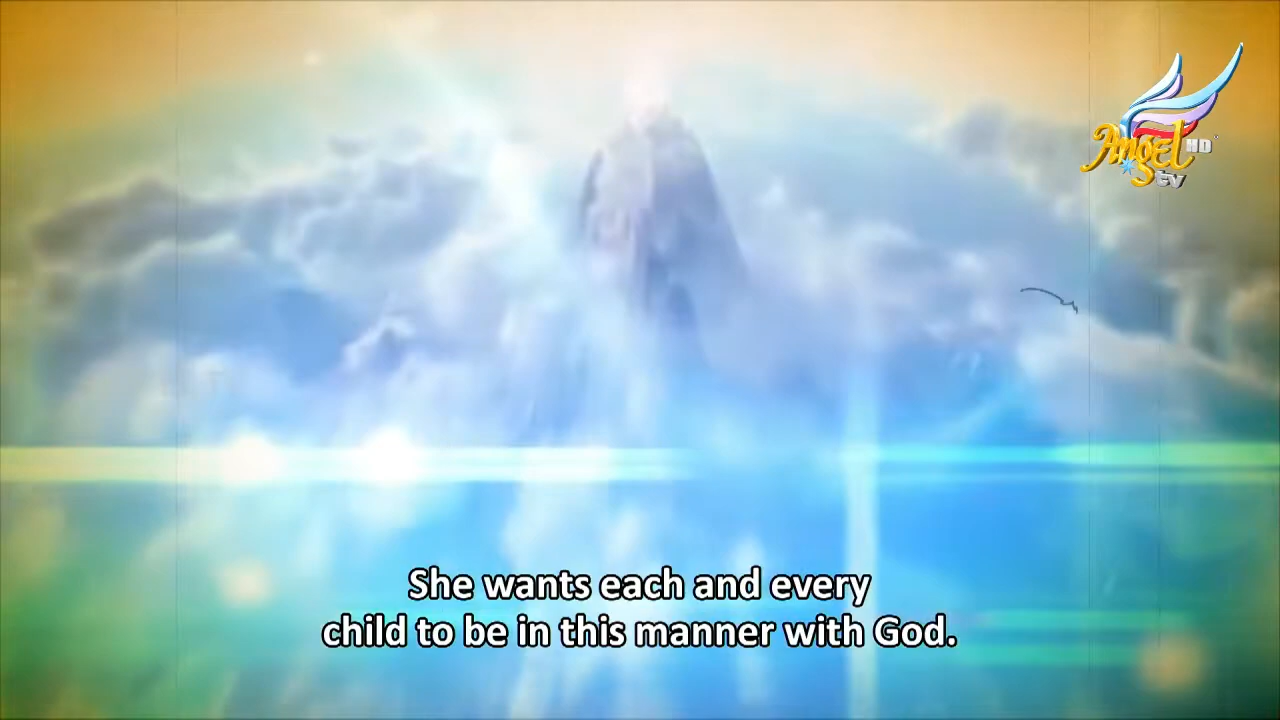 Angel HD
tv
She wants each and every
child to be in this manner with God.